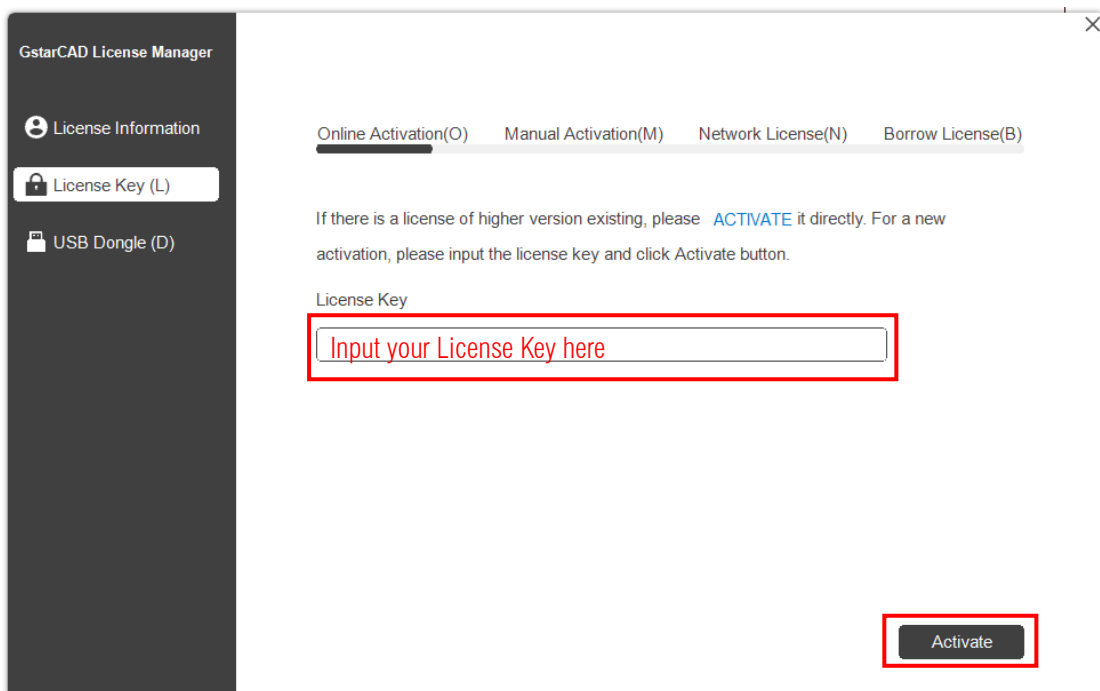 GstarCAD License Manager
License Information
License Key (L)
USB Dongle (D)
Online Activation(O) Manual Activation(M) Network License(N) Borrow License(B)
If there is a license of higher version existing, please ACTIVATE it directly. For a new
activation, please input the license key and click Activate button.
License Key
Input your License Key here
Activate